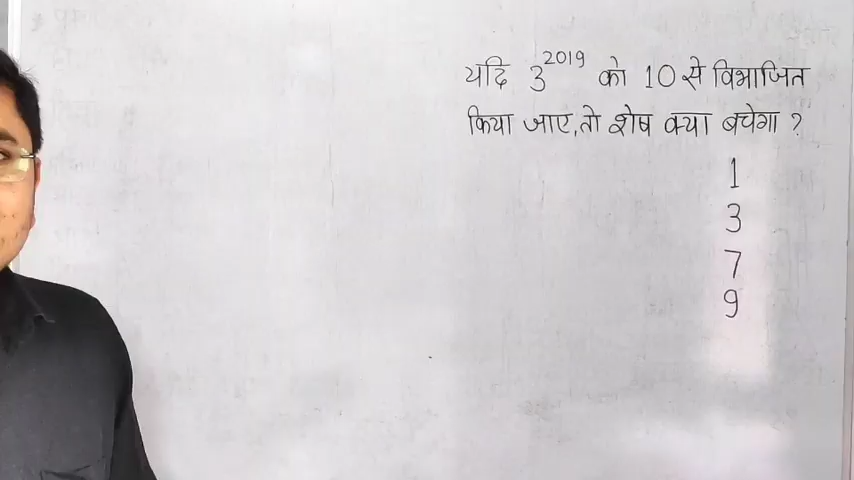 यदि 3^2019 को 10 से विभाजित
किया जाए, तो शेष क्या बचेगा ?
1
3
7
9